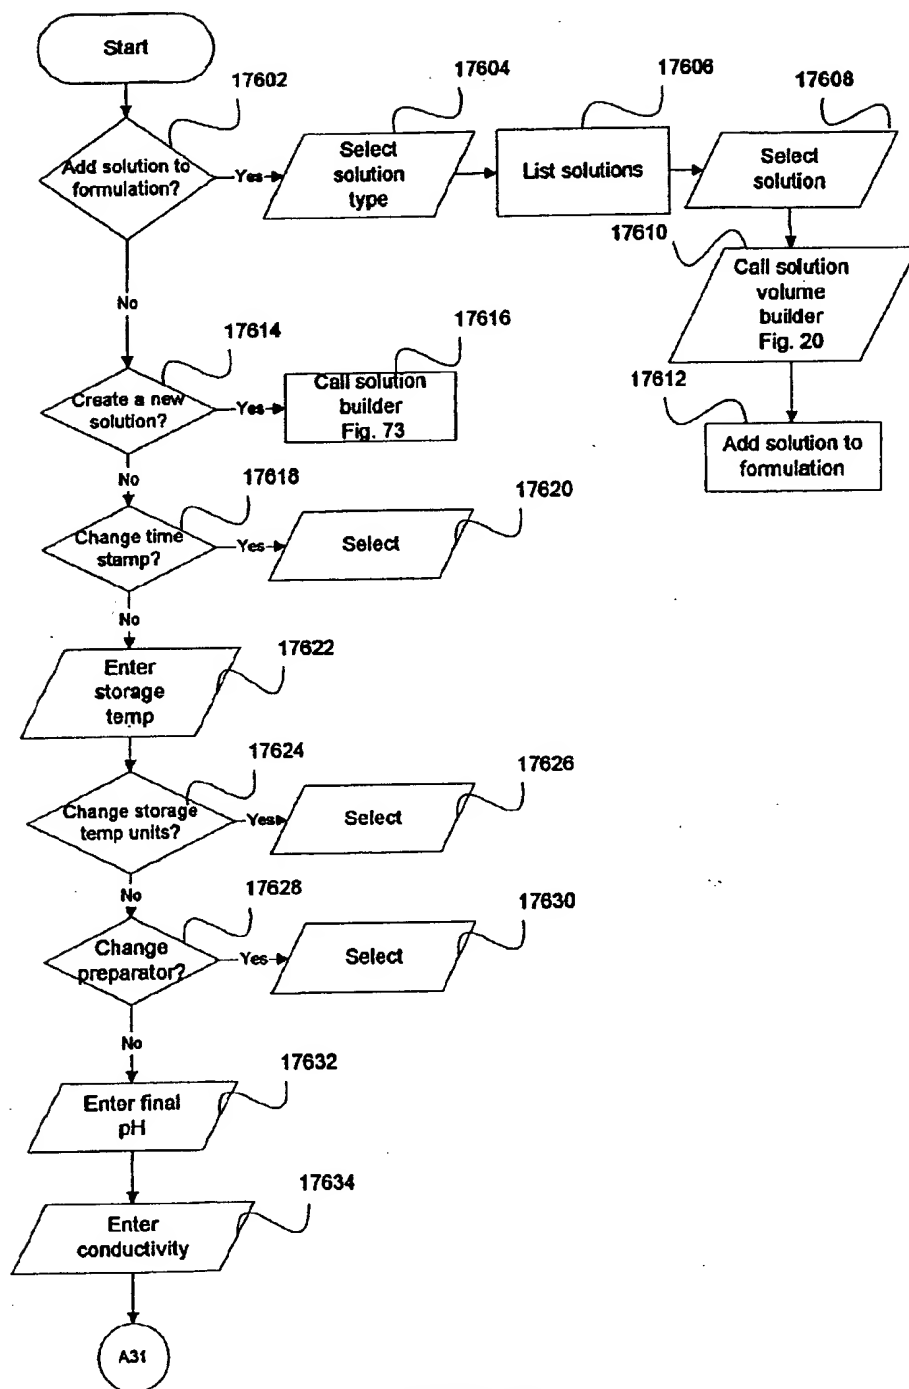 Start
17602
17604
17606
17608
Add solution to
formulation?
Yes
Select
solution
type
List solutions
Select
solution
17610
Call solution
volume
builder
Fig. 20
No
17614
17616
17612
Create a new
solution?
Yes
Call solution
builder
Fig. 73
Add solution to
formulation
No
17618
17620
Change time
stamp?
Yes
Select
No
17622
Enter
storage
temp
17624
17626
Change storage
temp units?
Yes
Select
No
17628
17630
Change
preparator?
Yes
Select
No
17632
Enter final
pH
17634
Enter
conductivity
A31